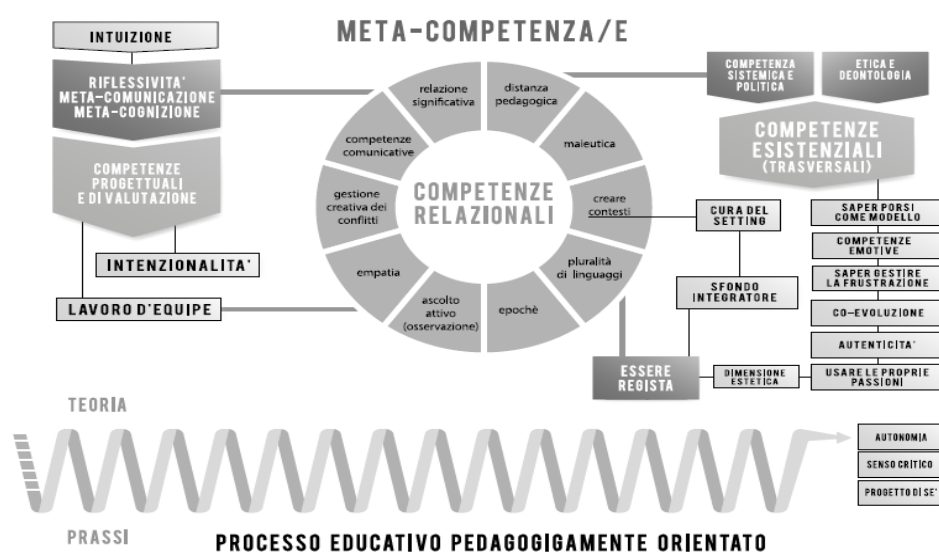 META-COMPETENZA/E
INTUIZIONE
RIFLESSIVITA'
META-COMUNICAZIONE
META-COGNIZIONE
COMPETENZE
PROGETTUALI
E DI VALUTAZIONE
INTENZIONALITA'
LAVORO D'EQUIPE
relazione
significativa
distanza
pedagogica
maieutica
creare
contesti
pluralità
di linguaggi
epochè
ascolto
attivo
(osservazione)
empatia
gestione
creativa dei
conflitti
competenze
comunicative
COMPETENZE
RELAZIONALI
COMPETENZA
SISTEMICA E
POLITICA
ETICA E
DEONTOLOGIA
COMPETENZE
ESISTENZIALI
(TRASVERSALI)
CURA DEL
SETTING
SFONDO
INTEGRATORE
ESSERE
REGISTA
DIMENSIONE
ESTETICA
SAPER PORSI
COME MODELLO
COMPETENZE
EMOTIVE
SAPER GESTIRE
LA FRUSTRAZIONE
CO-EVOLUZIONE
AUTENTICITA'
USARE LE PROPRIE
PASSIONI
TEORIA
AUTONOMIA
SENSO CRITICO
PROGETTO DI SE'
PRASSI
PROCESSO EDUCATIVO PEDAGOGIGAMENTE ORIENTATO